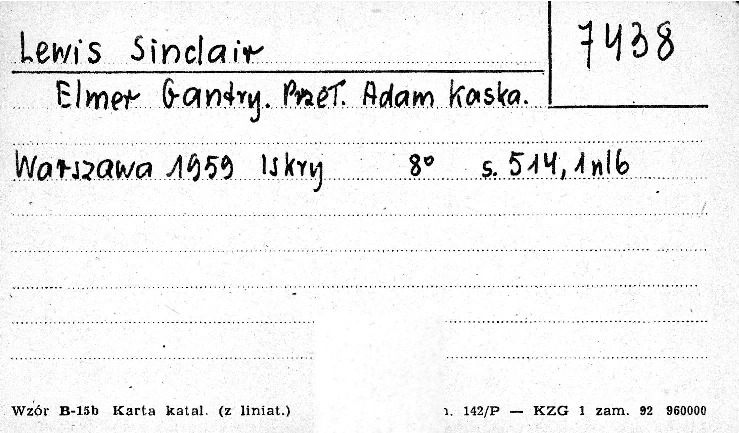 7438
Lewis Sinclair
Elmer Gantry. Przeł. Adam Kaska.
Warszawa 1959 Iskry 8° s. 514, 1 nlb
Wzór B-15b Karta katal. (z liniat.) 142/P — KZG 1 zam. 92 960000